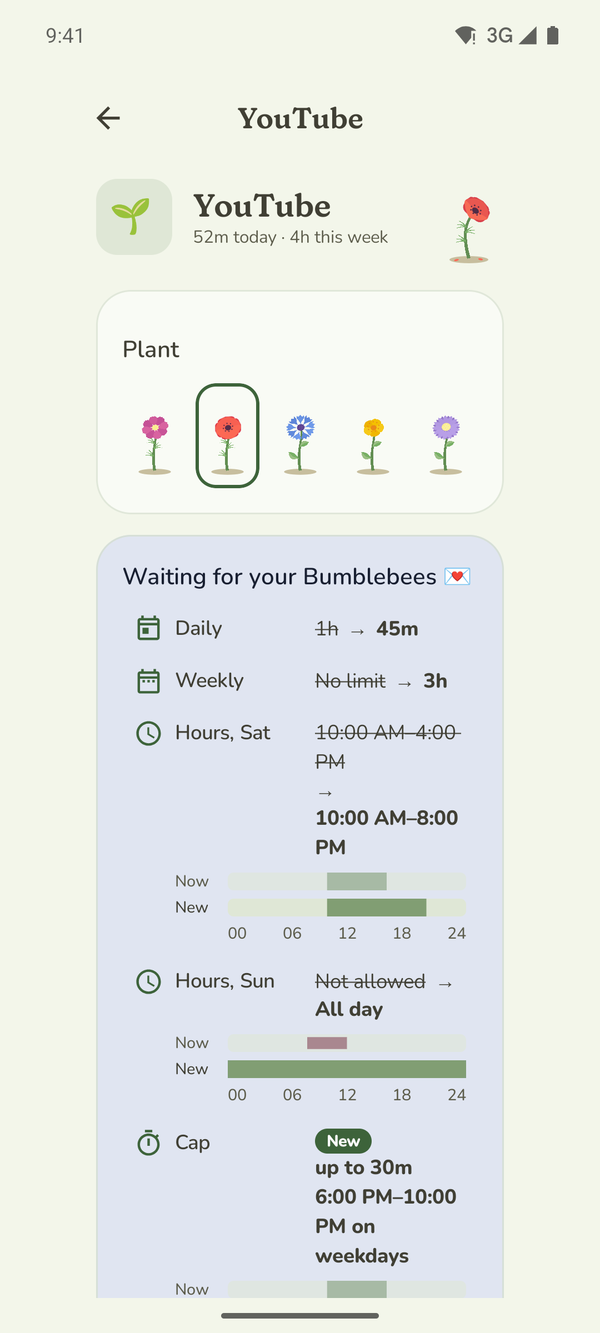 9:41
3G
YouTube
YouTube
52m today · 4h this week
Plant
Waiting for your Bumblebees 💌
Daily 1h → 45m
Weekly No limit → 3h
Hours, Sat 10:00 AM–4:00
PM
→
10:00 AM–8:00
PM
Now
New
00 06 12 18 24
Hours, Sun Not allowed →
All day
Now
New
00 06 12 18 24
Cap New
up to 30m
6:00 PM–10:00
PM on
weekdays
Now